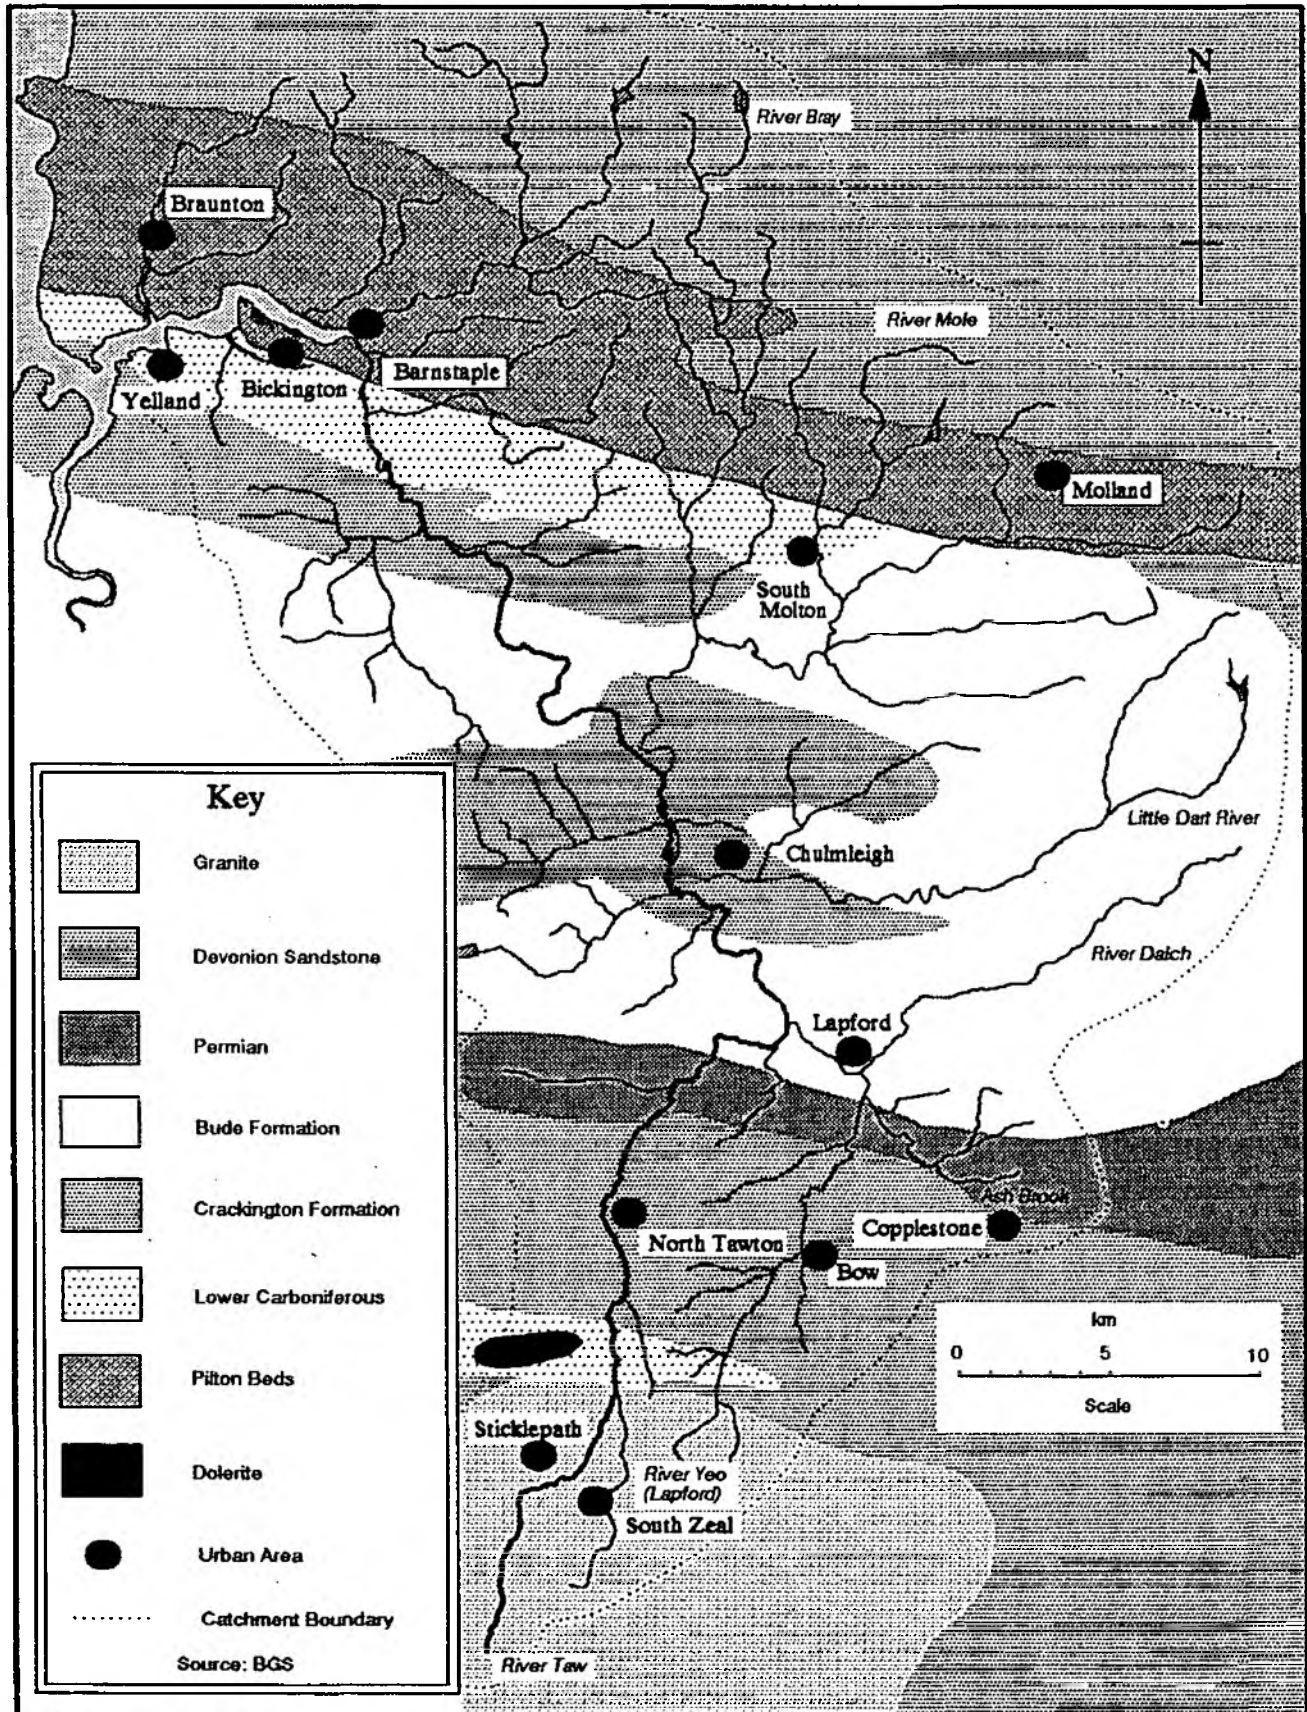 N
River Bray
Braunton
River Mole
Barnstaple
Bickington
Yelland
Molland
South
Molton
Key
Granite
Devonion Sandstone
Permian
Bude Formation
Crackington Formation
Lower Carboniferous
Pilton Beds
Dolerite
Urban Area
Catchment Boundary
Source: BGS
Little Dart River
Chulmleigh
River Dalch
Lapford
Ash Brook
Copplestone
North Tawton
Bow
km
0 5 10
Scale
Sticklepath
River Yeo
(Lapford)
South Zeal
River Taw